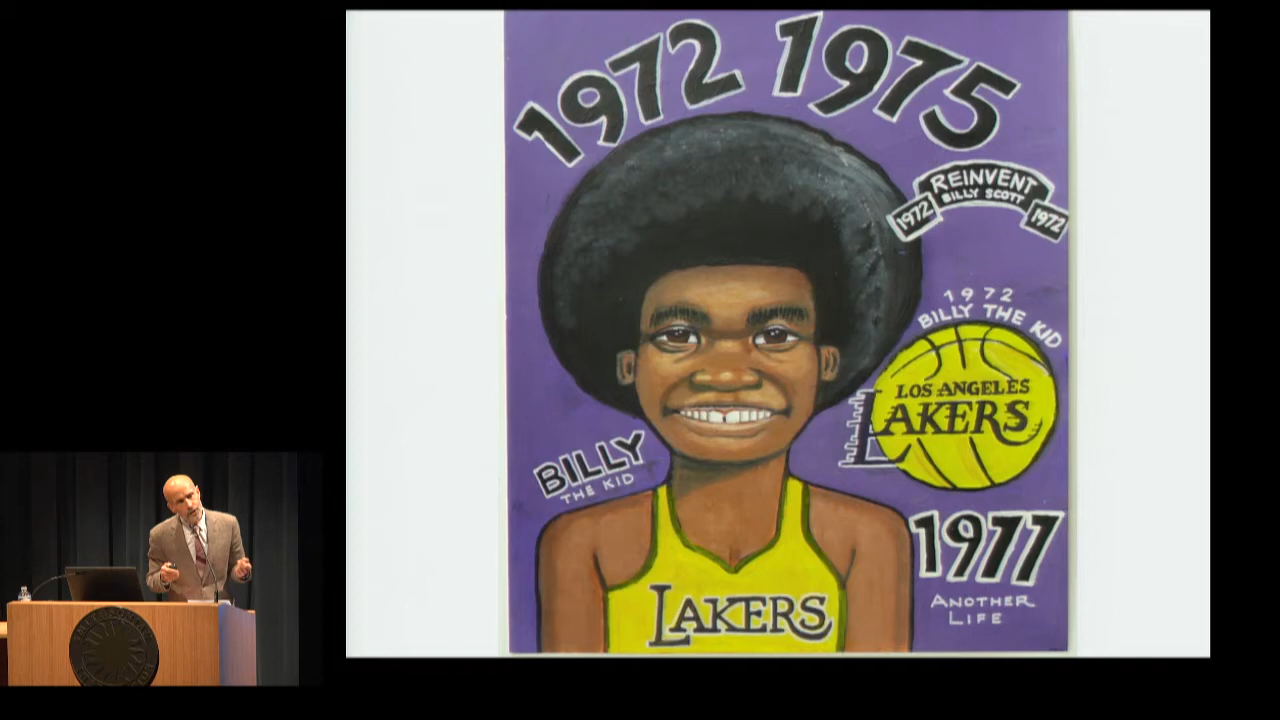 1972 1975
REINVENT
BILLY SCOTT
1972
1972
1972
BILLY THE KID
LOS ANGELES
LAKERS
BILLY
THE KID
1977
ANOTHER
LIFE
LAKERS